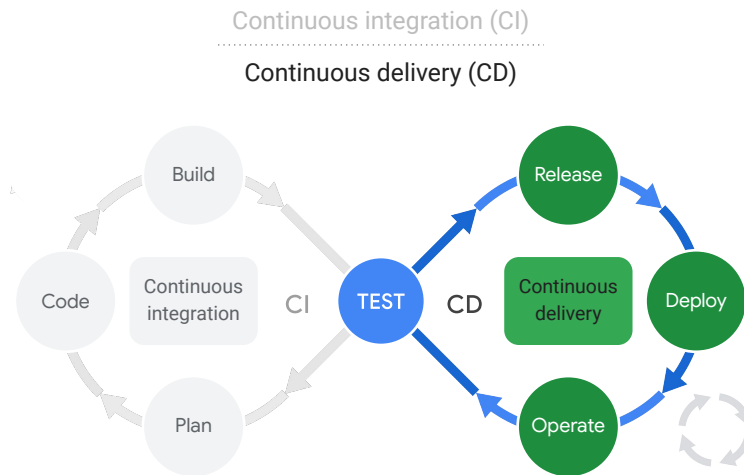 Continuous integration (CI)
Continuous delivery (CD)
Build
Release
Code
Continuous
integration
CI
TEST
CD
Continuous
delivery
Deploy
Plan
Operate